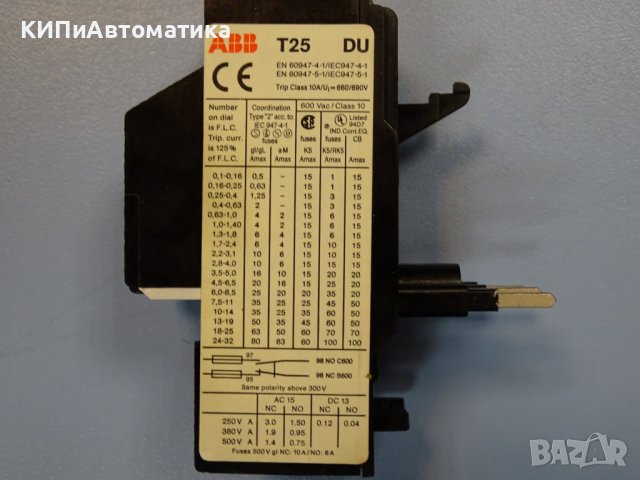 КИПиАвтоматика
ABB T25 DU
CE
EN 60947-4-1/IEC947-4-1
EN 60947-5-1/IEC947-5-1
Trip Class 10A/Ui=660/690V
Number on dial is F.L.C. Trip. curr. is 125% of F.L.C.
Coordination Type "2" acc. to IEC 947-4-1
fuses
gI/gL aM
Amax Amax
600 Vac/Class 10
Listed 94D7
IND.Cont.EQ.
fuses fuses CB
K5 K5/RK5
Amax Amax Amax
0,1-0,16 0,5 – 15 1 15
0,16-0,25 0,63 – 15 1 15
0,25-0,4 1,25 – 15 3 15
0,4-0,63 2 – 15 3 15
0,63-1,0 4 2 15 6 15
1,0-1,40 4 2 15 6 15
1,3-1,8 6 4 15 6 15
1,7-2,4 6 4 15 10 15
2,2-3,1 10 6 15 10 15
2,8-4,0 10 6 15 15 15
3,5-5,0 16 10 15 20 15
4,5-6,5 20 16 20 20 20
6,0-8,5 25 20 25 35 25
7,5-11 35 25 25 45 50
10-14 35 25 35 60 50
13-19 50 35 45 60 50
18-25 63 50 60 70 70
24-32 80 63 60 100 100
97 98 NO C600
95 96 NC B600
Same polarity above 300V
AC 15 DC 13
NC NO NC NO
250V A 3.0 1.50 0.12 0.04
380V A 1.9 0.95
500V A 1.4 0.75
Fuses 500V gI NC: 10A/NO: 6A
BAZAR